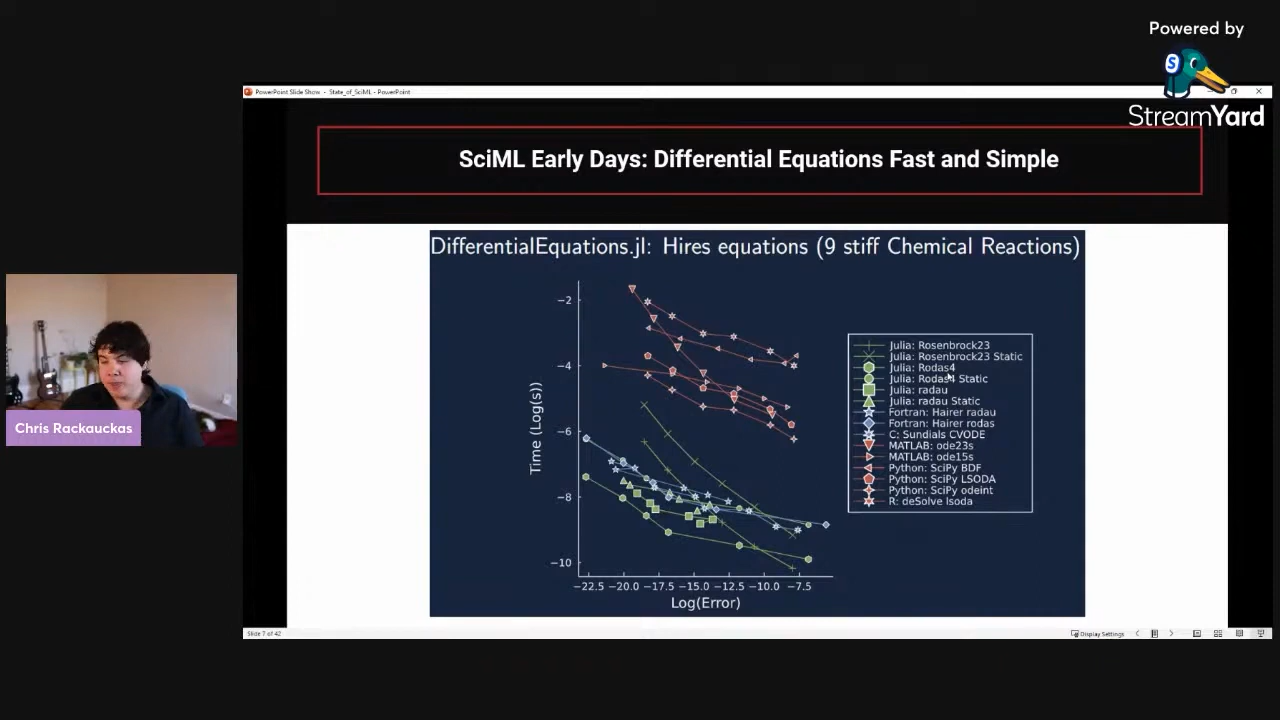 Powered by
S
StreamYard
PowerPoint Slide Show - State_of_SciML - PowerPoint
SciML Early Days: Differential Equations Fast and Simple
DifferentialEquations.jl: Hires equations (9 stiff Chemical Reactions)
Time (Log(s))
−2
−4
−6
−8
−10
−22.5 −20.0 −17.5 −15.0 −12.5 −10.0 −7.5
Log(Error)
Julia: Rosenbrock23
Julia: Rosenbrock23 Static
Julia: Rodas4
Julia: Rodas4 Static
Julia: radau
Julia: radau Static
Fortran: Hairer radau
Fortran: Hairer rodas
C: Sundials CVODE
MATLAB: ode23s
MATLAB: ode15s
Python: SciPy BDF
Python: SciPy LSODA
Python: SciPy odeint
R: deSolve lsoda
Chris Rackauckas
Slide 7 of 42
Display Settings